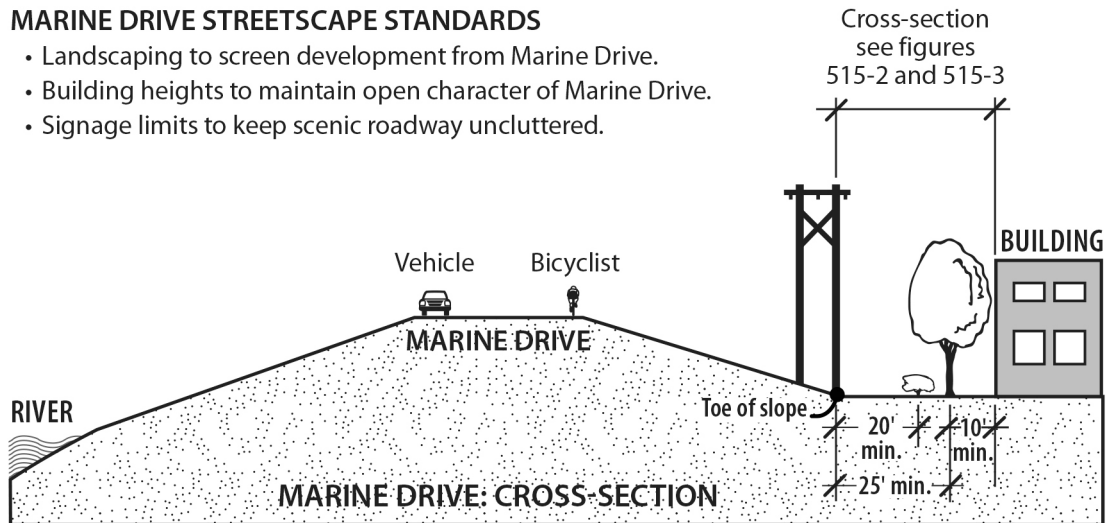 MARINE DRIVE STREETSCAPE STANDARDS
• Landscaping to screen development from Marine Drive.
• Building heights to maintain open character of Marine Drive.
• Signage limits to keep scenic roadway uncluttered.
Cross-section
see figures
515-2 and 515-3
BUILDING
Vehicle
Bicyclist
MARINE DRIVE
RIVER
Toe of slope
20'
min.
10'
min.
25' min.
MARINE DRIVE: CROSS-SECTION